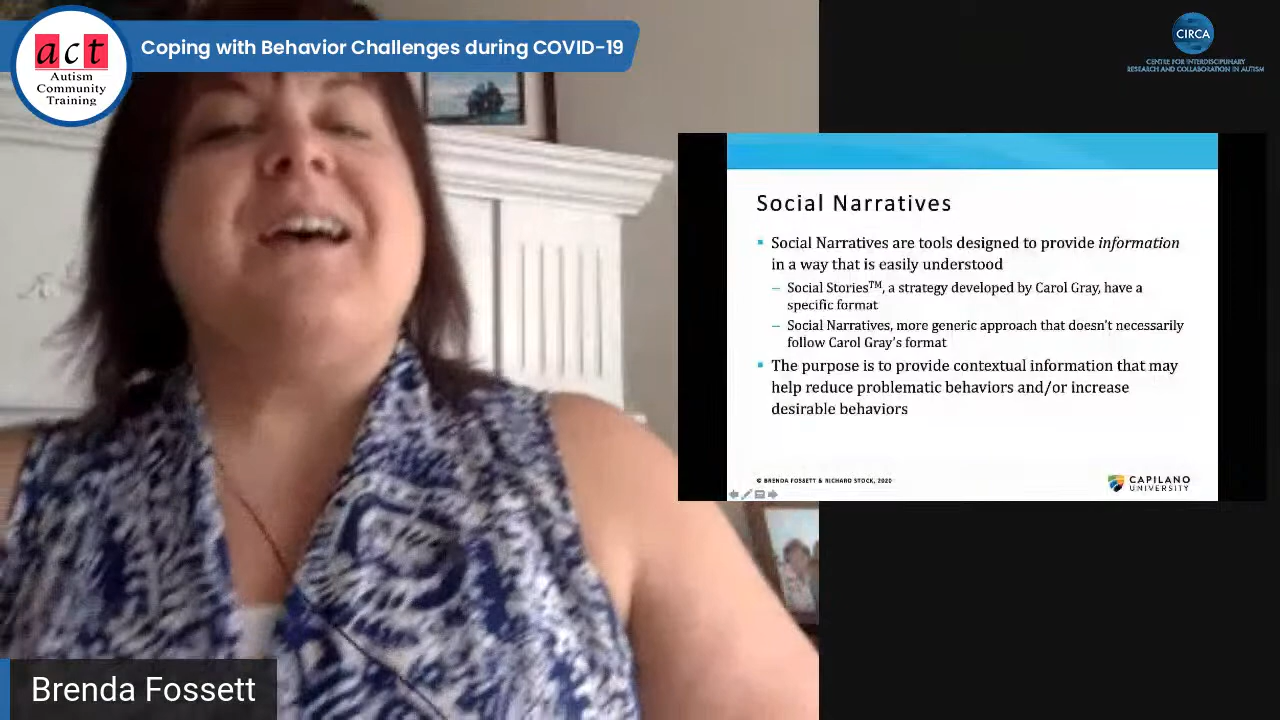 act
Autism
Community
Training
Coping with Behavior Challenges during COVID-19
CIRCA
CENTRE FOR INTERDISCIPLINARY
RESEARCH AND COLLABORATION IN AUTISM
Social Narratives
Social Narratives are tools designed to provide information
in a way that is easily understood
– Social Stories™, a strategy developed by Carol Gray, have a
specific format
– Social Narratives, more generic approach that doesn't necessarily
follow Carol Gray's format
The purpose is to provide contextual information that may
help reduce problematic behaviors and/or increase
desirable behaviors
© BRENDA FOSSETT & RICHARD STOCK, 2020
CAPILANO
UNIVERSITY
Brenda Fossett